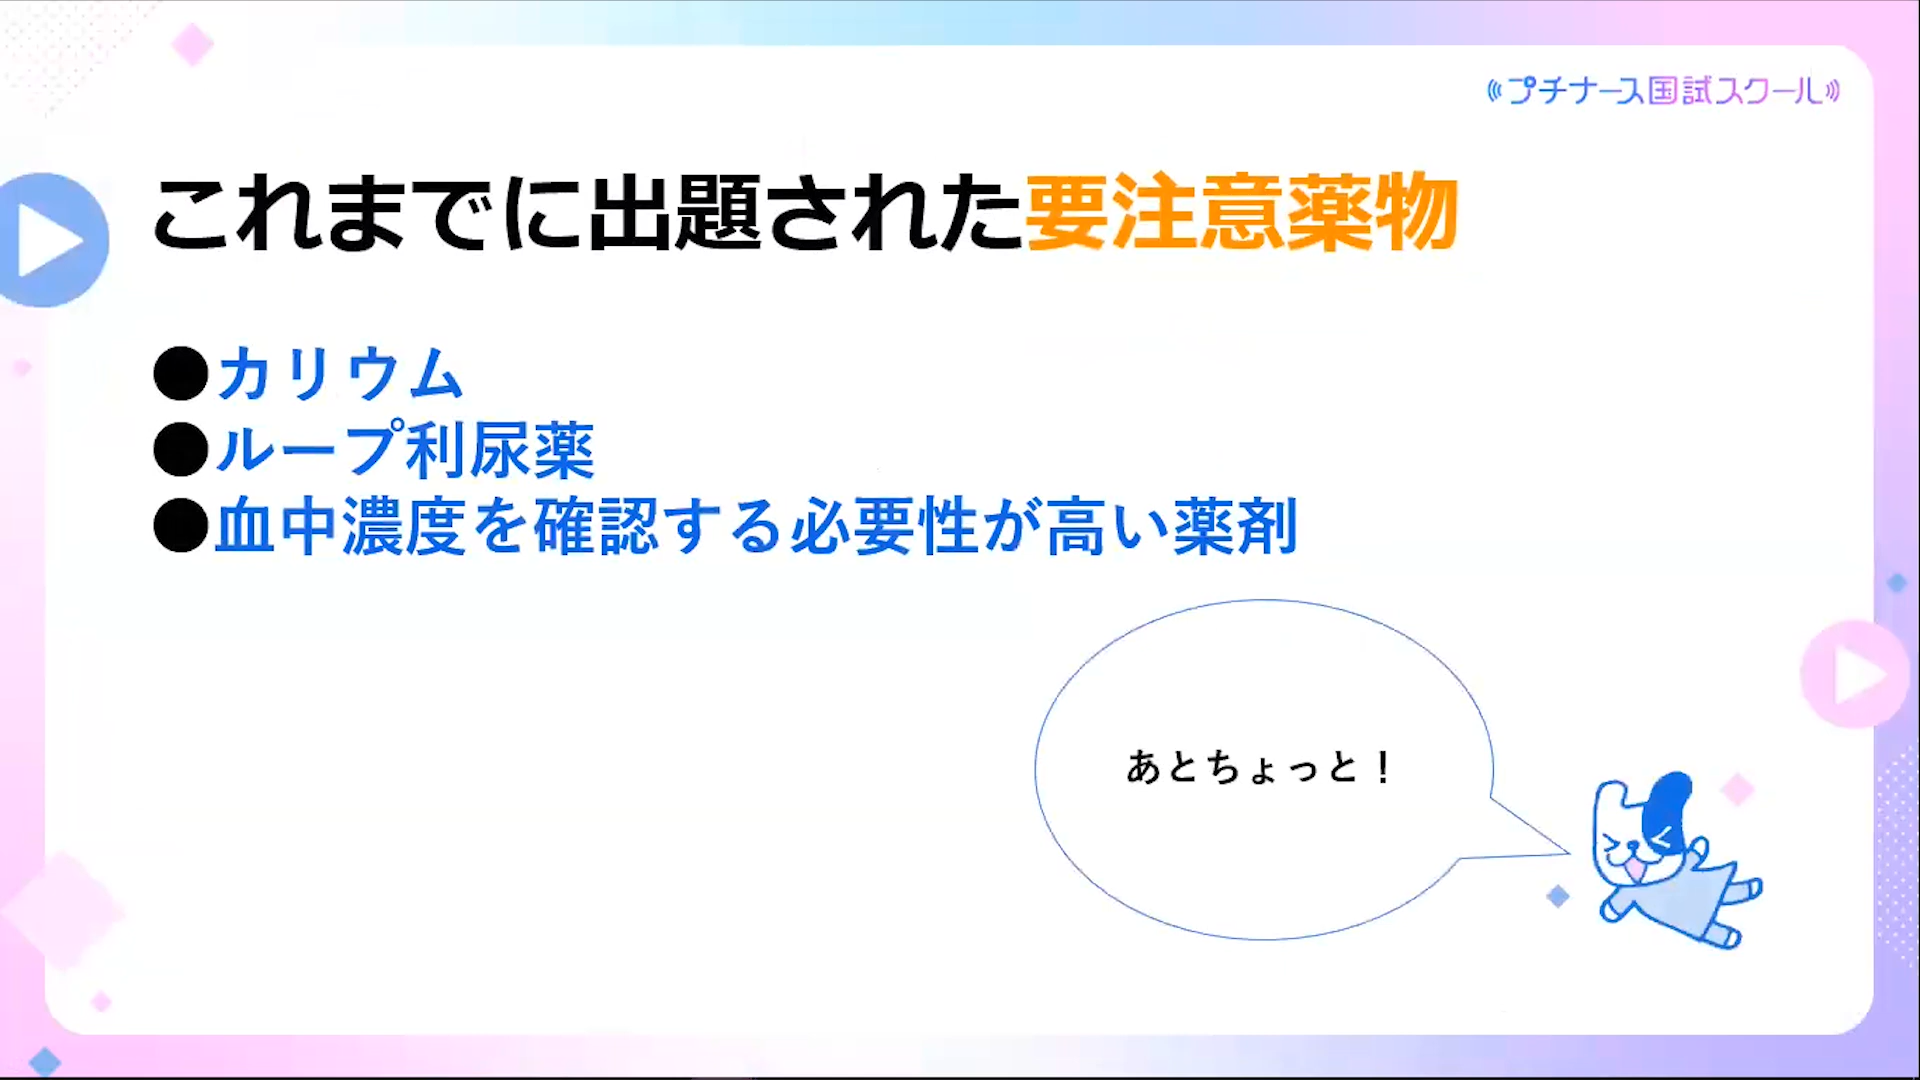 プチナース国試スクール
これまでに出題された要注意薬物
●カリウム
●ループ利尿薬
●血中濃度を確認する必要性が高い薬剤
あとちょっと！